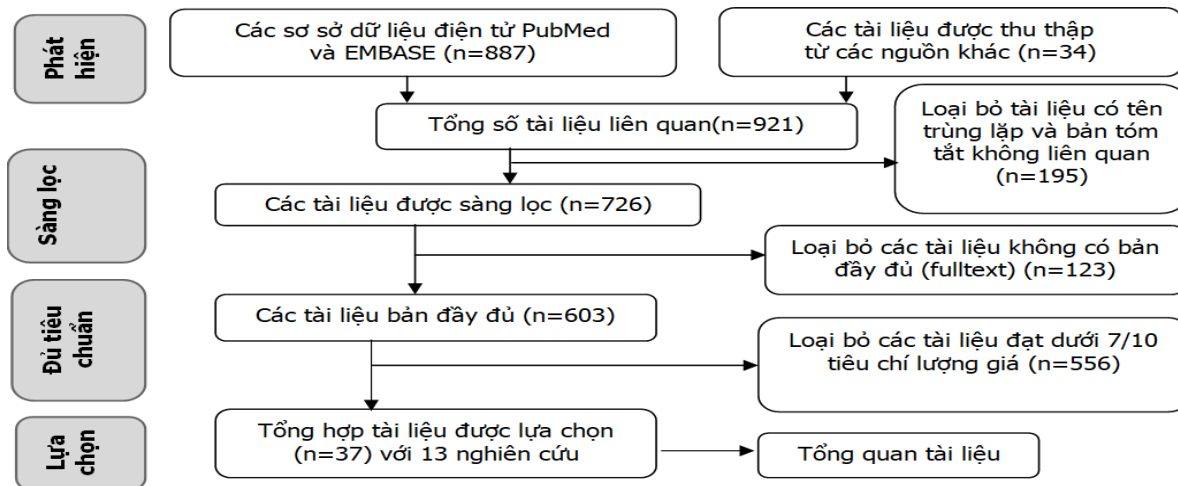 Phát
hiện
Các sơ sở dữ liệu điện tử PubMed
và EMBASE (n=887)
Các tài liệu được thu thập
từ các nguồn khác (n=34)
Tổng số tài liệu liên quan(n=921)
Loại bỏ tài liệu có tên
trùng lặp và bản tóm
tắt không liên quan
(n=195)
Sàng lọc
Các tài liệu được sàng lọc (n=726)
Loại bỏ các tài liệu không có bản
đầy đủ (fulltext) (n=123)
Đủ tiêu
chuẩn
Các tài liệu bản đầy đủ (n=603)
Loại bỏ các tài liệu đạt dưới 7/10
tiêu chí lượng giá (n=556)
Lựa
chọn
Tổng hợp tài liệu được lựa chọn
(n=37) với 13 nghiên cứu
Tổng quan tài liệu